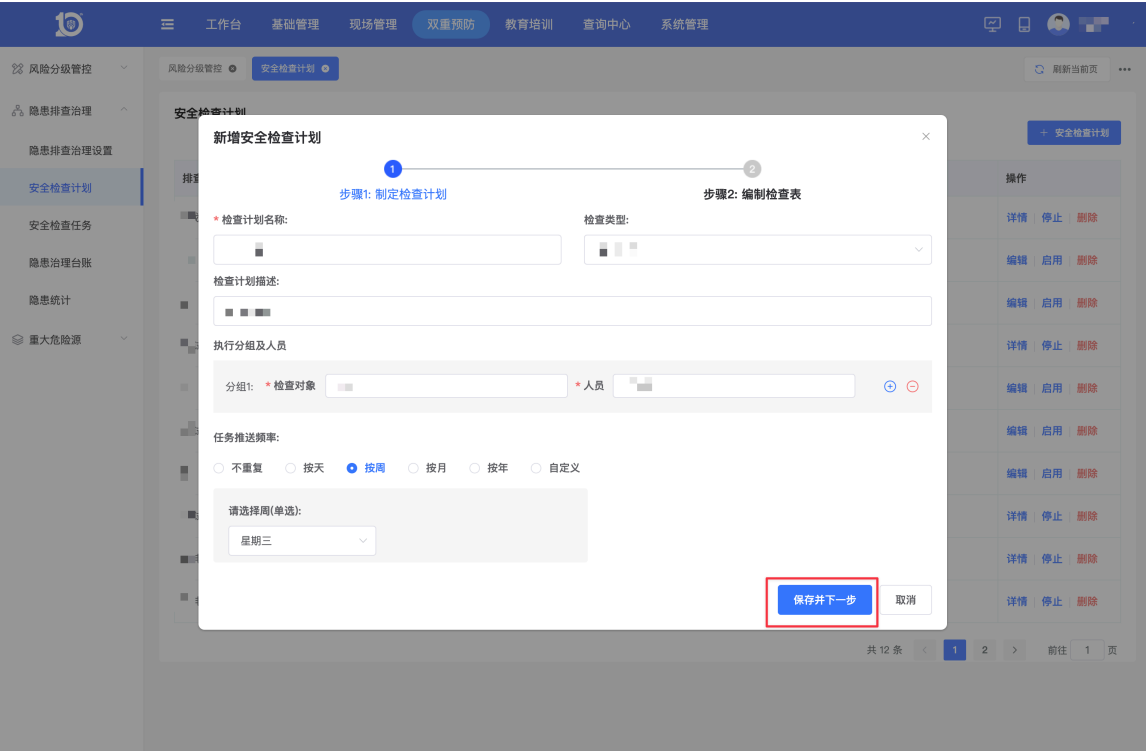 工作台 基础管理 现场管理 双重预防 教育培训 查询中心 系统管理
风险分级管控
隐患排查治理
隐患排查治理设置
安全检查计划
安全检查任务
隐患治理台账
隐患统计
重大危险源
风险分级管控 安全检查计划 刷新当前页
安全检查计划
+ 安全检查计划
操作
新增安全检查计划
1 2
步骤1: 制定检查计划 步骤2: 编制检查表
* 检查计划名称: 检查类型:
检查计划描述:
执行分组及人员
分组1: * 检查对象 * 人员
任务推送频率:
不重复 按天 按周 按月 按年 自定义
请选择周(单选):
星期三
保存并下一步 取消
详情 停止 删除
编辑 启用 删除
编辑 启用 删除
详情 停止 删除
编辑 启用 删除
编辑 启用 删除
编辑 启用 删除
详情 停止 删除
详情 停止 删除
详情 停止 删除
共 12 条 1 2 前往 1 页